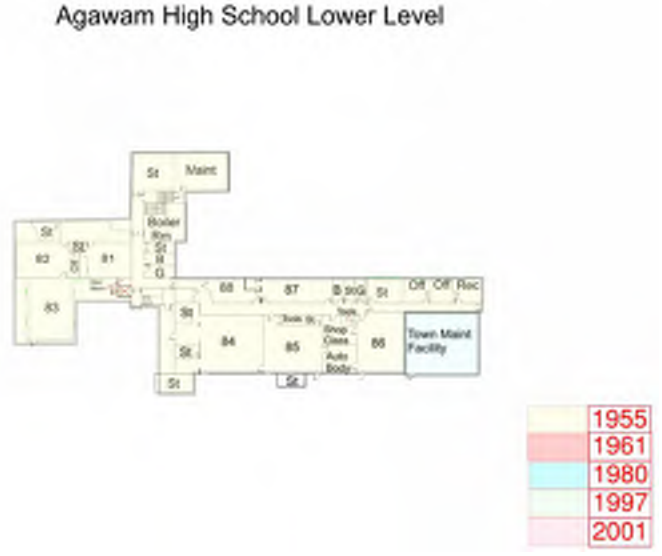 Agawam High School Lower Level
St Maint
Boiler
Rm
St
St
B
G
82 St 81
83
88 87 B St G St Off Off Rec
St
84 85 Shop
Class
86 Town Maint
Facility
St
Auto
Body
St St
1955
1961
1980
1997
2001